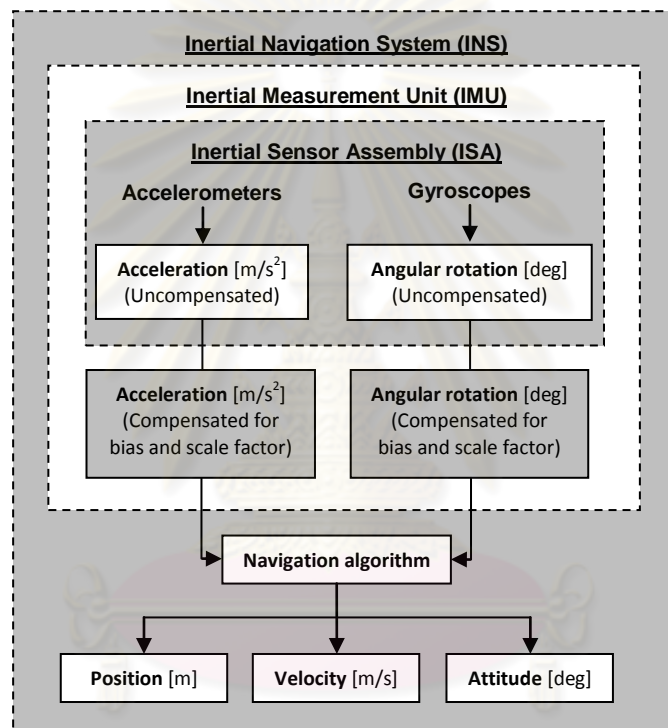 Inertial Navigation System (INS)
Inertial Measurement Unit (IMU)
Inertial Sensor Assembly (ISA)
Accelerometers
Gyroscopes
Acceleration [m/s²]
(Uncompensated)
Angular rotation [deg]
(Uncompensated)
Acceleration [m/s²]
(Compensated for
bias and scale factor)
Angular rotation [deg]
(Compensated for
bias and scale factor)
Navigation algorithm
Position [m]
Velocity [m/s]
Attitude [deg]